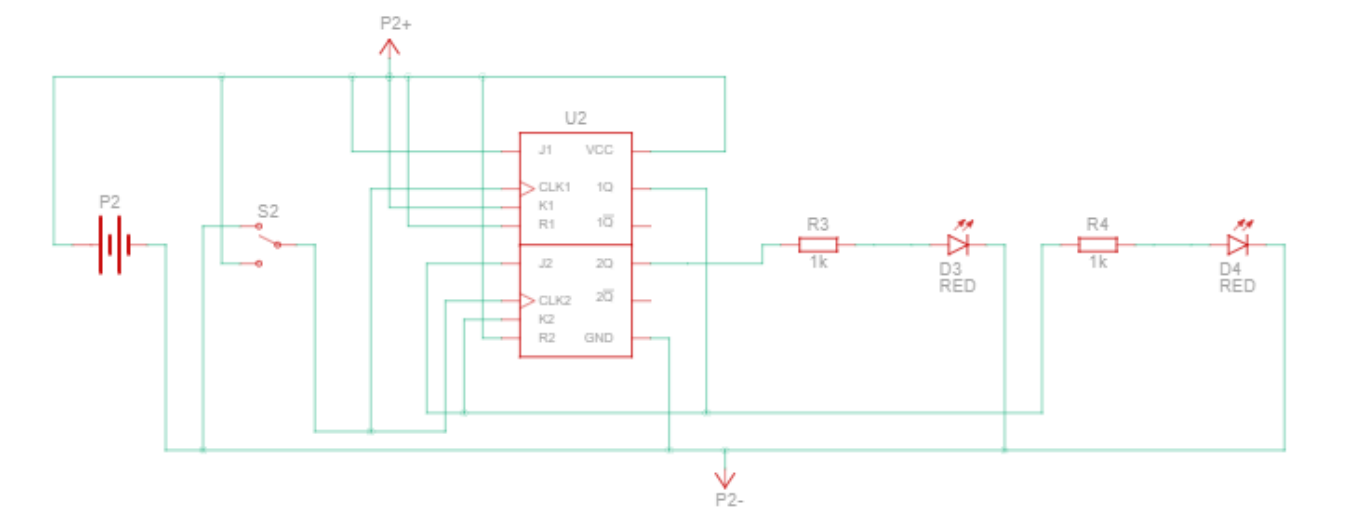 P2+
U2
J1 VCC
CLK1 1Q
K1
R1 1Q̅
J2 2Q
CLK2 2Q̅
K2
R2 GND
P2
S2
R3
1k
D3
RED
R4
1k
D4
RED
P2-